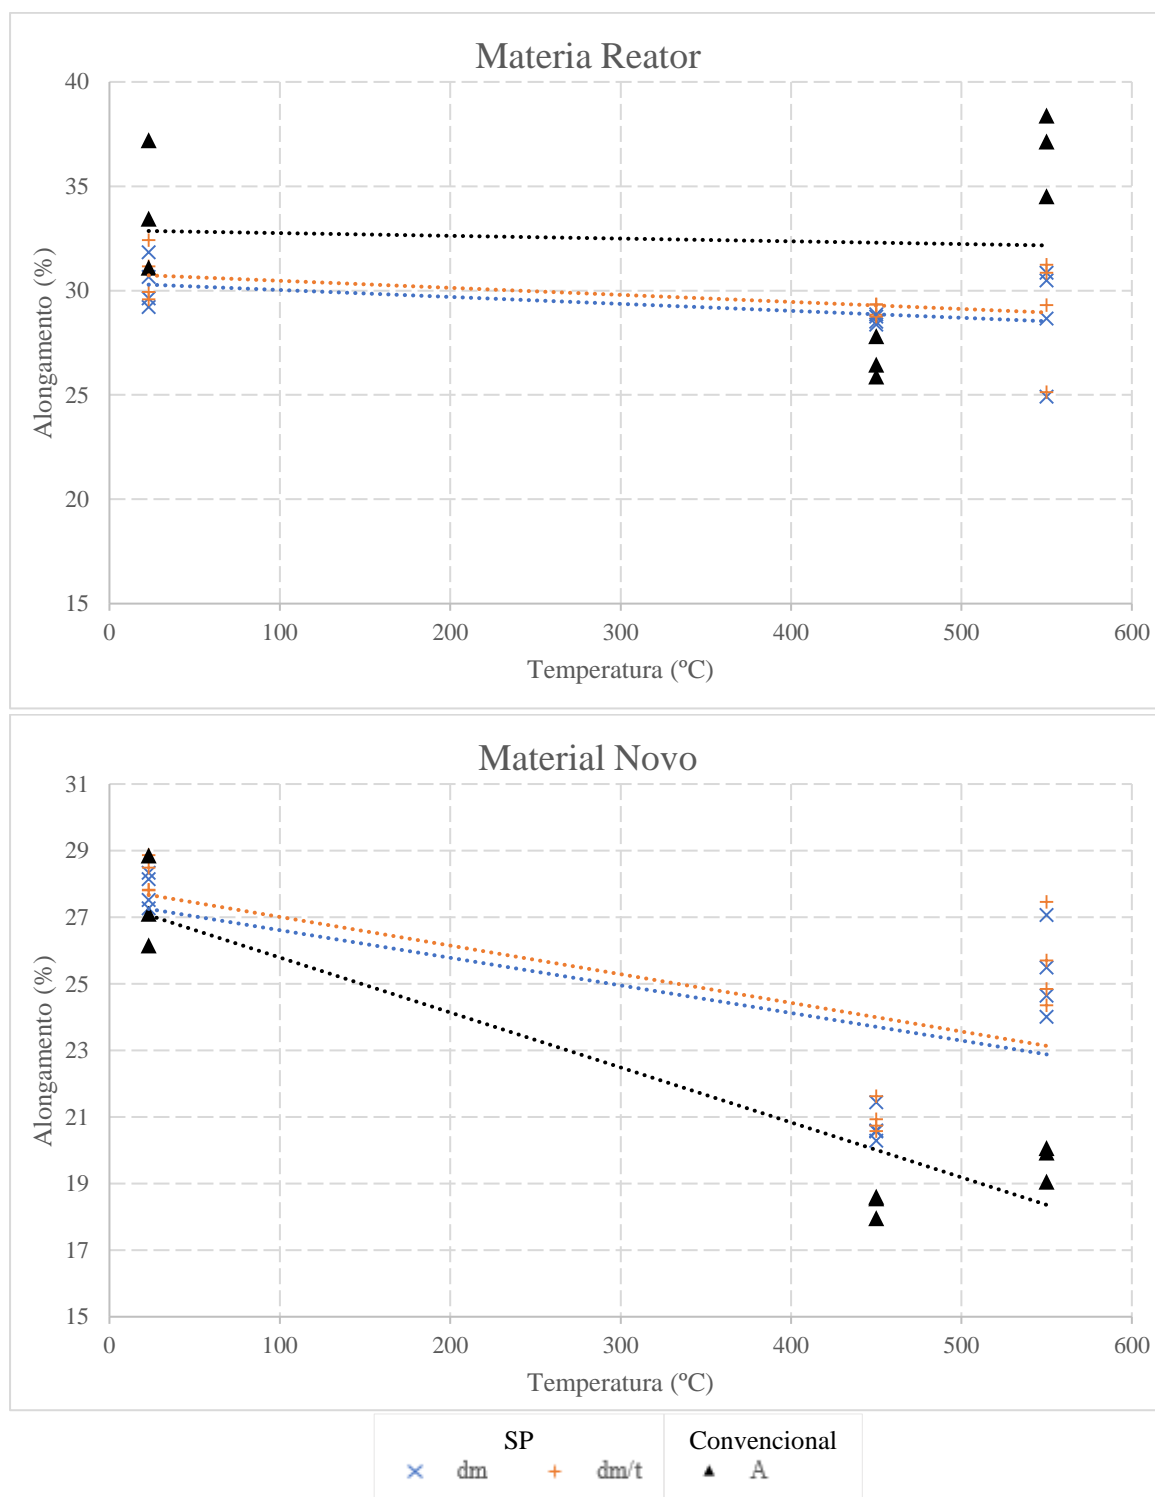 Materia Reator
40
35
30
25
20
15
Alongamento (%)
0 100 200 300 400 500 600
Temperatura (ºC)
Material Novo
31
29
27
25
23
21
19
17
15
Alongamento (%)
0 100 200 300 400 500 600
Temperatura (ºC)
SP Convencional
dm dm/t A